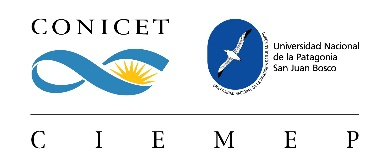 CONICET
Universidad Nacional
de la Patagonia
San Juan Bosco
C I E M E P